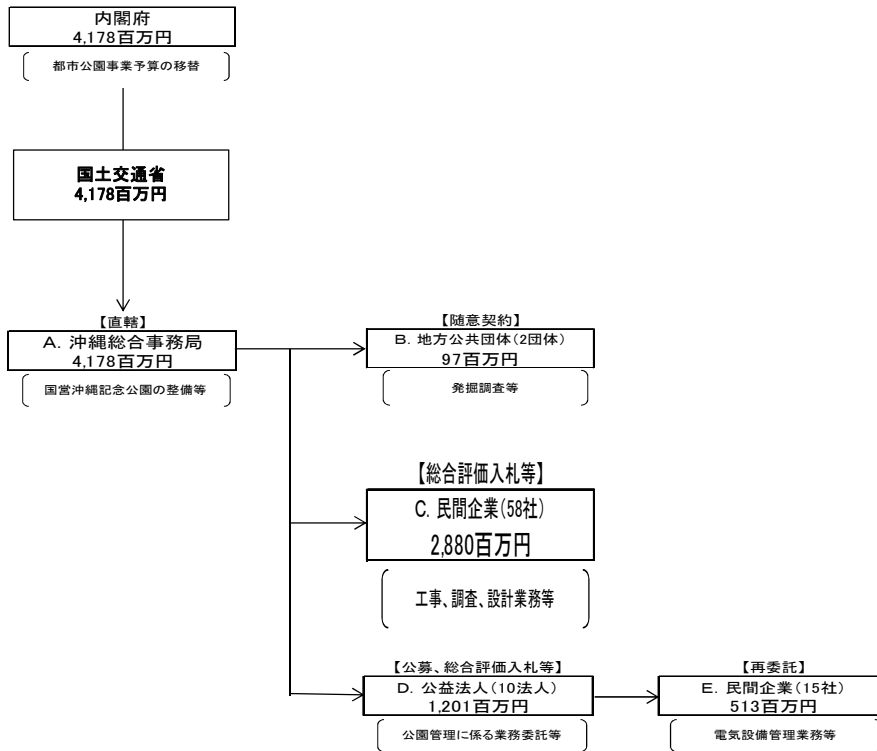 内閣府
4,178百万円
都市公園事業予算の移替
国土交通省
4,178百万円
【直轄】
A. 沖縄総合事務局
4,178百万円
国営沖縄記念公園の整備等
【随意契約】
B. 地方公共団体(2団体)
97百万円
発掘調査等
【総合評価入札等】
C. 民間企業(58社)
2,880百万円
工事、調査、設計業務等
【公募、総合評価入札等】
D. 公益法人(10法人)
1,201百万円
公園管理に係る業務委託等
【再委託】
E. 民間企業(15社)
513百万円
電気設備管理業務等